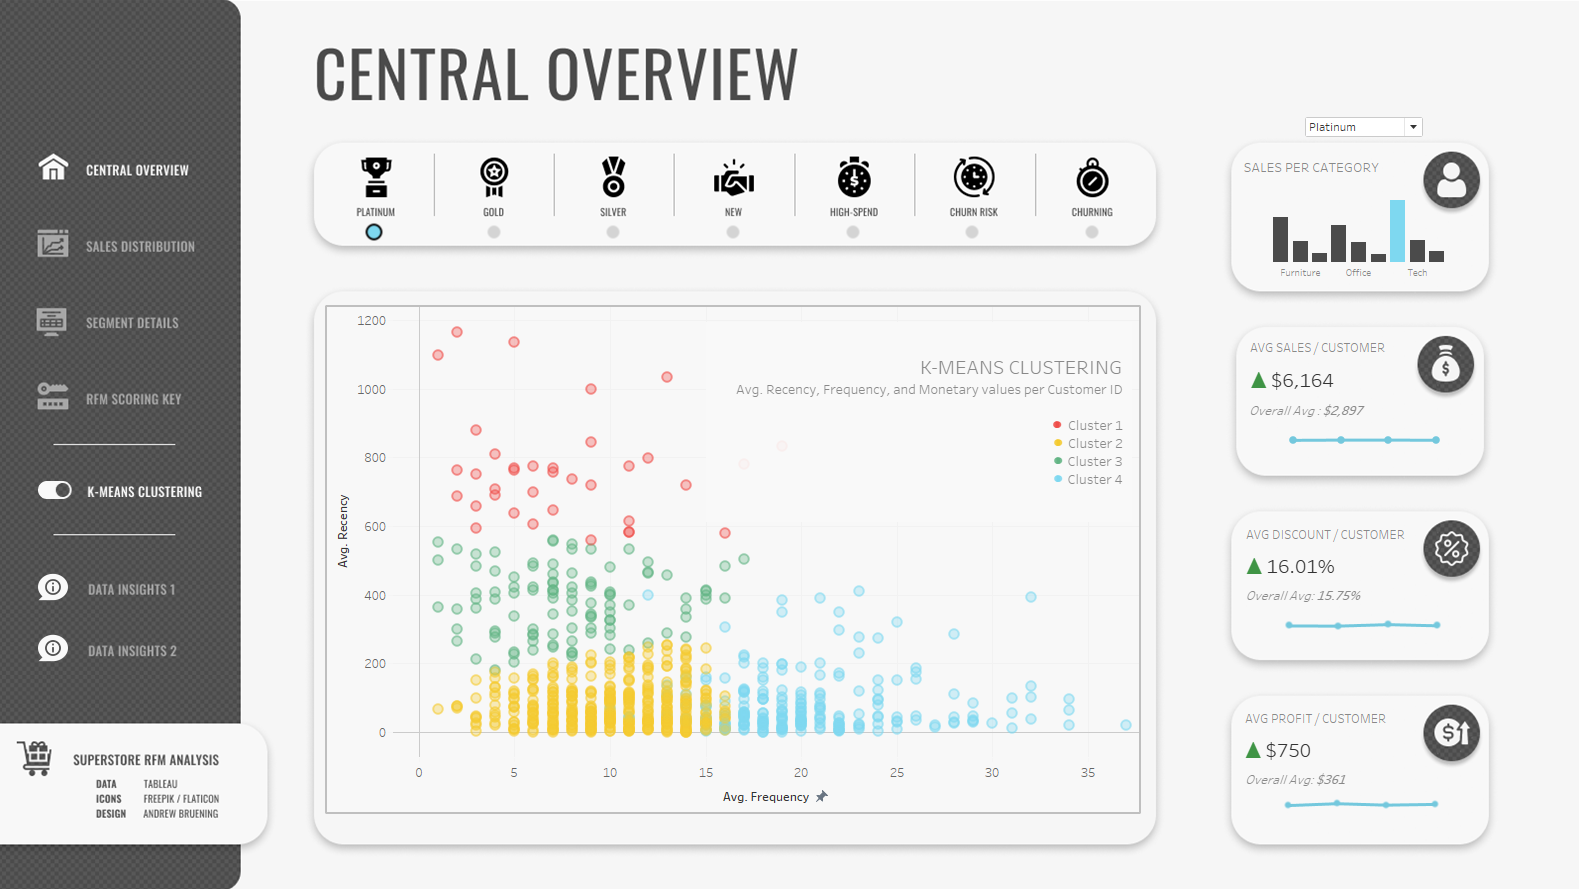 CENTRAL OVERVIEW
SALES DISTRIBUTION
SEGMENT DETAILS
RFM SCORING KEY
K-MEANS CLUSTERING
DATA INSIGHTS 1
DATA INSIGHTS 2
SUPERSTORE RFM ANALYSIS
DATA TABLEAU
ICONS FREEPIK / FLATICON
DESIGN ANDREW BRUENING
CENTRAL OVERVIEW
PLATINUM
GOLD
SILVER
NEW
HIGH-SPEND
CHURN RISK
CHURNING
K-MEANS CLUSTERING
Avg. Recency, Frequency, and Monetary values per Customer ID
Cluster 1
Cluster 2
Cluster 3
Cluster 4
Avg. Recency
1200
1000
800
600
400
200
0
0 5 10 15 20 25 30 35
Avg. Frequency
Platinum
SALES PER CATEGORY
Furniture Office Tech
AVG SALES / CUSTOMER
$6,164
Overall Avg : $2,897
AVG DISCOUNT / CUSTOMER
16.01%
Overall Avg: 15.75%
AVG PROFIT / CUSTOMER
$750
Overall Avg: $361